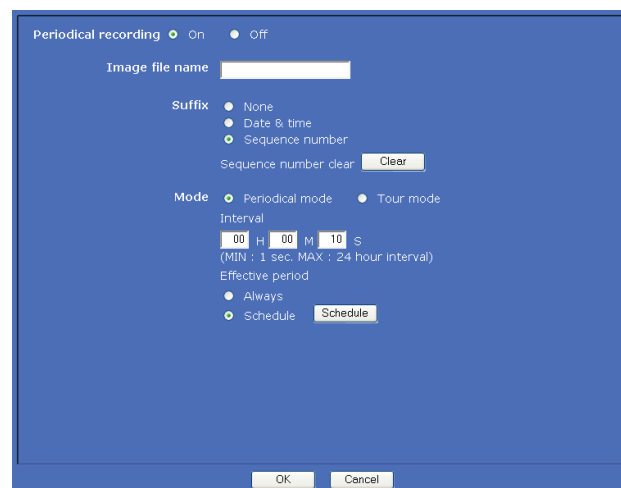 Periodical recording On Off
Image file name
Suffix None
Date & time
Sequence number
Sequence number clear Clear
Mode Periodical mode Tour mode
Interval
00 H 00 M 10 S
(MIN : 1 sec. MAX : 24 hour interval)
Effective period
Always
Schedule Schedule
OK Cancel